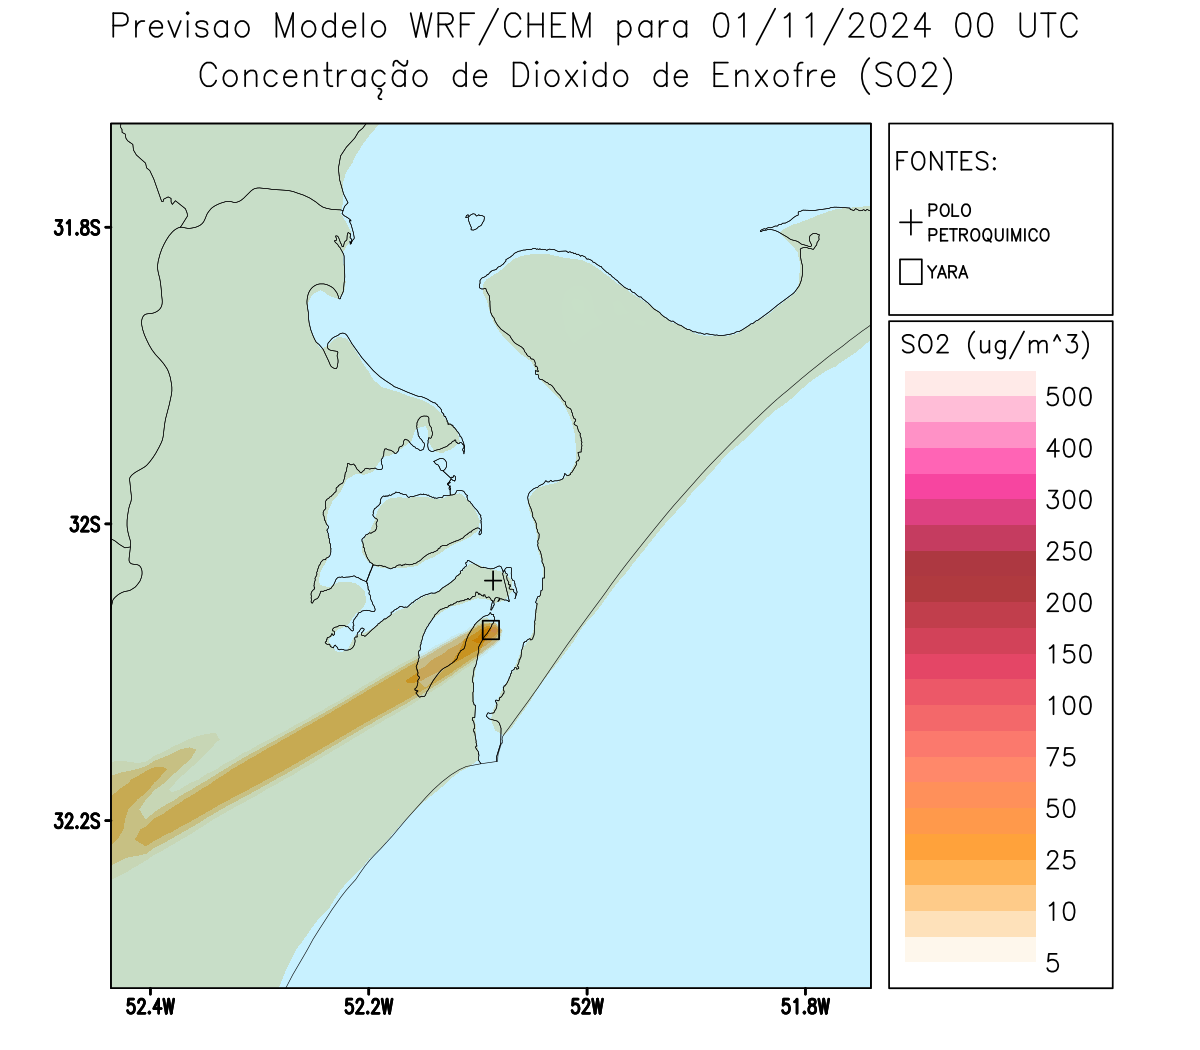 Previsao Modelo WRF/CHEM para 01/11/2024 00 UTC
Concentração de Dioxido de Enxofre (SO2)
FONTES:
POLO
PETROQUIMICO
YARA
SO2 (ug/m^3)
500
400
300
250
200
150
100
75
50
25
10
5
31.8S
32S
32.2S
52.4W
52.2W
52W
51.8W